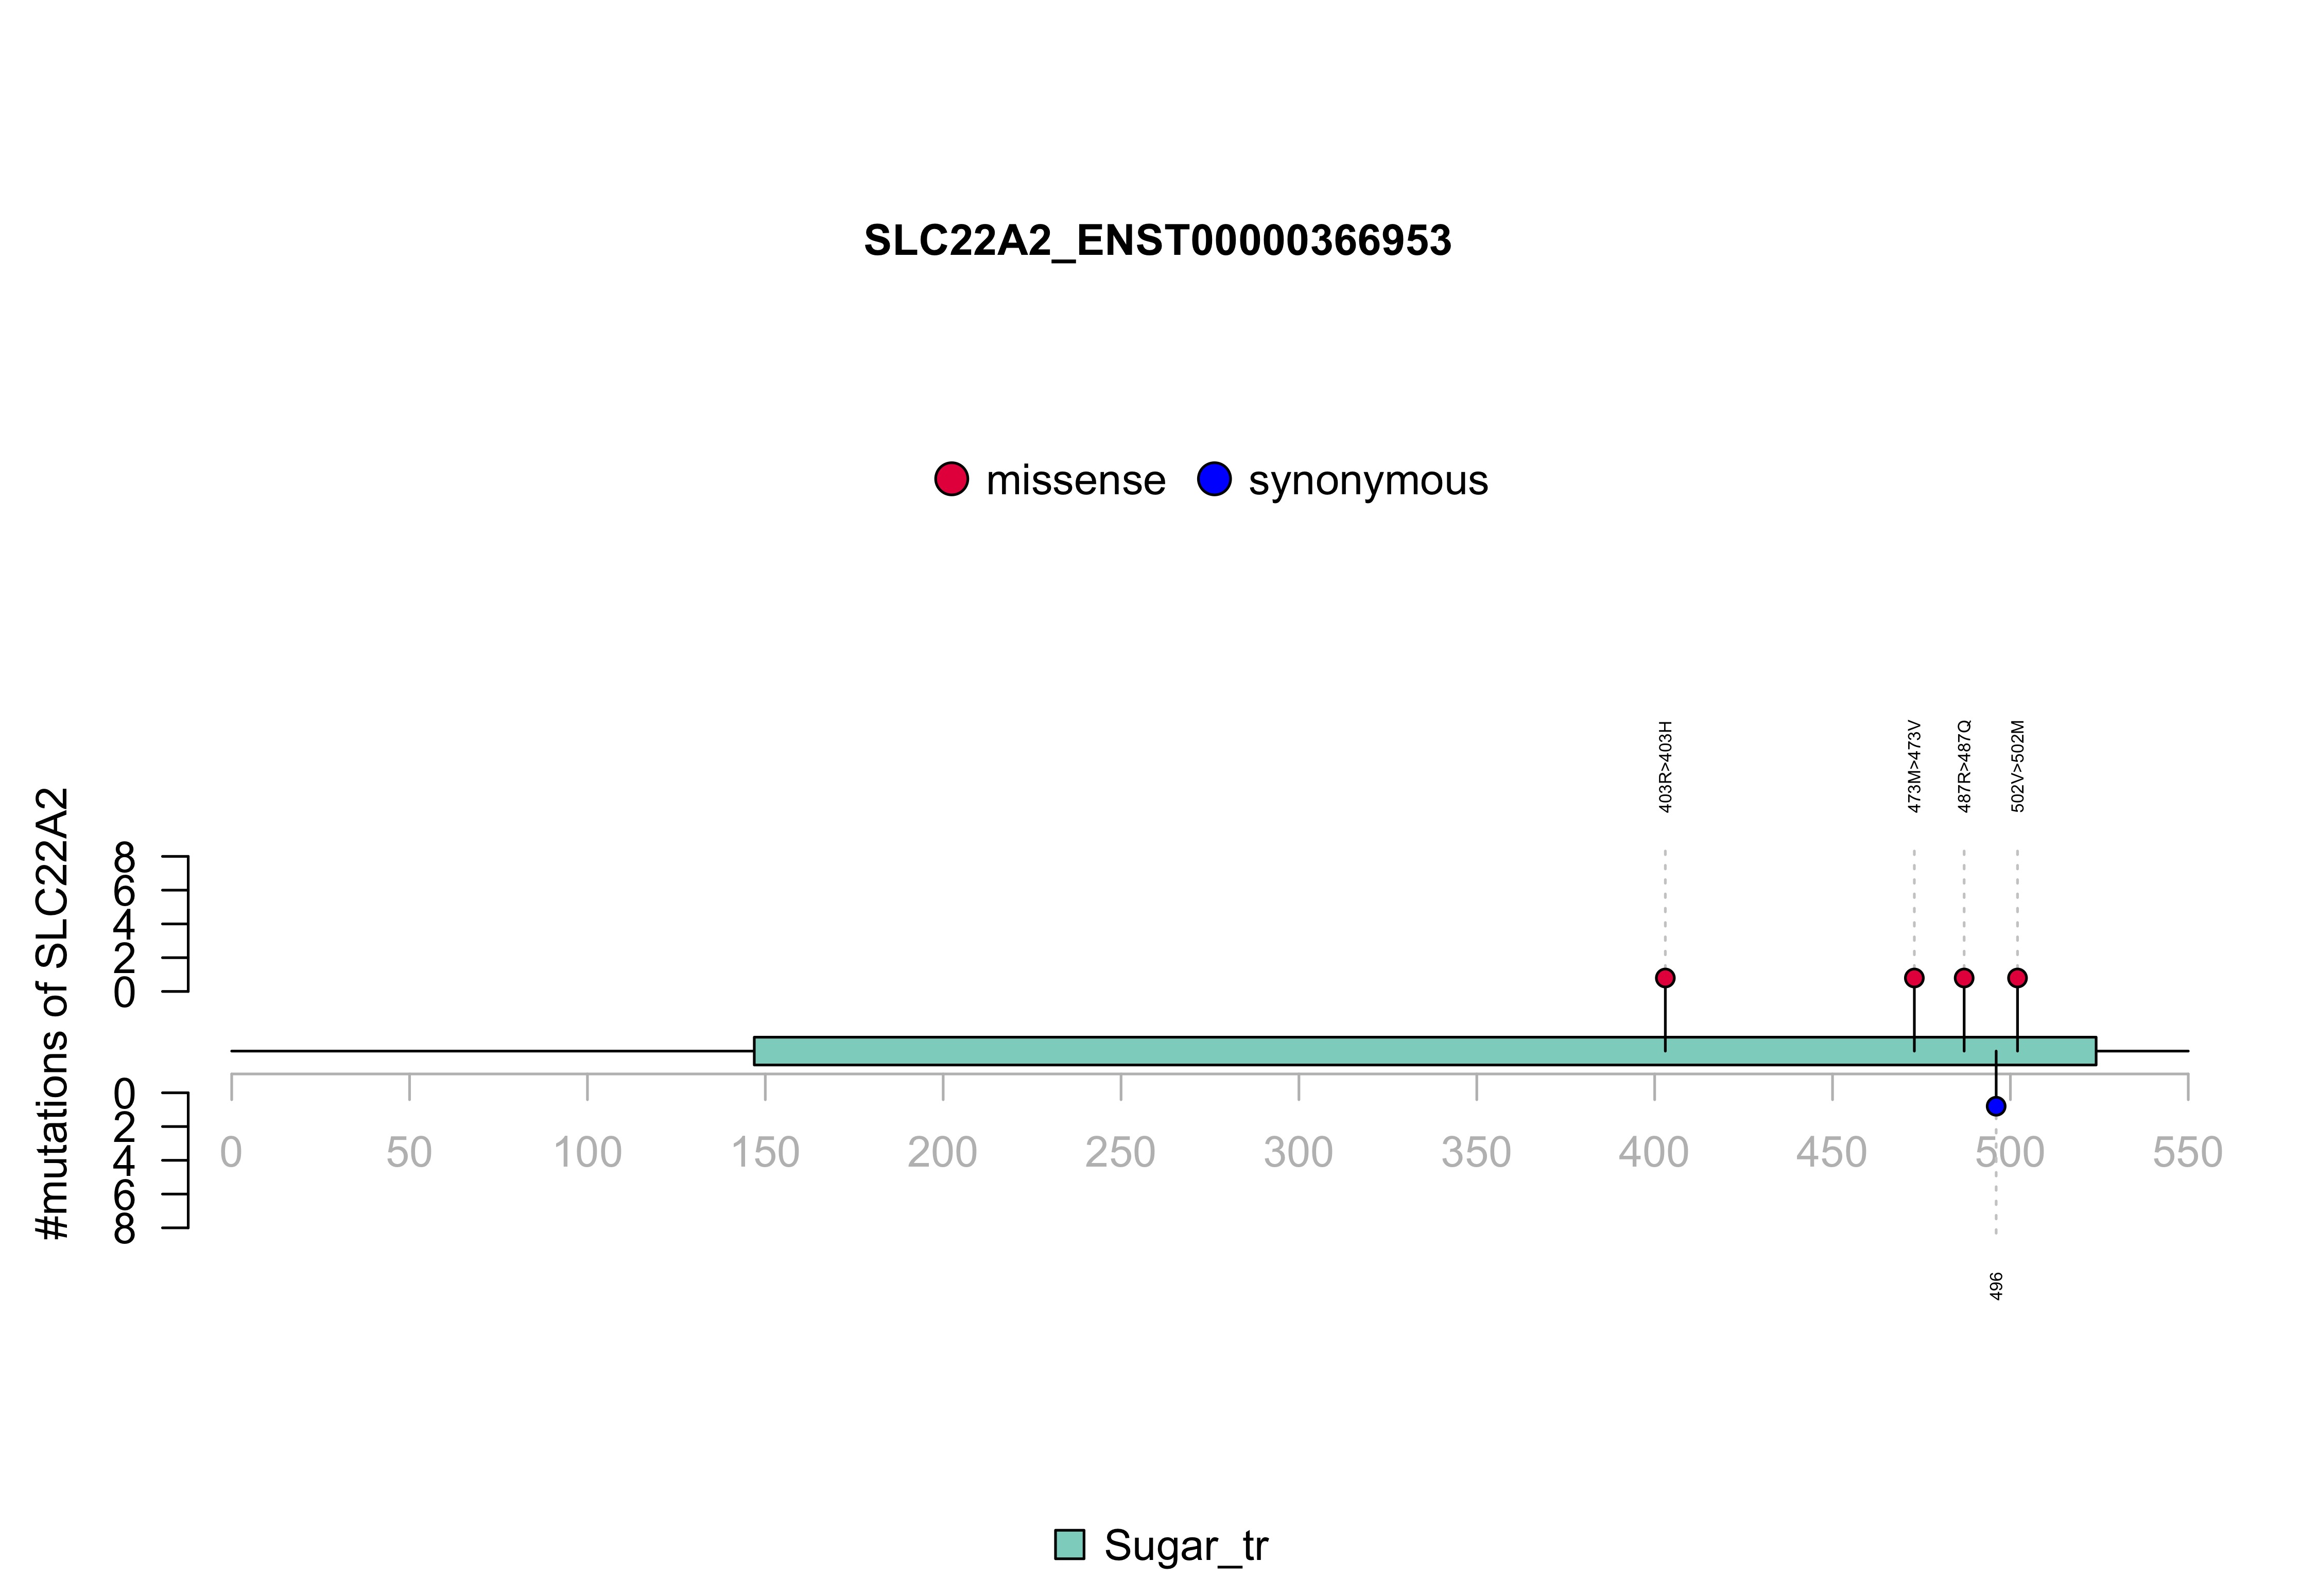 SLC22A2_ENST00000366953
missense
synonymous
403R>403H
473M>473V
487R>487Q
502V>502M
#mutations of SLC22A2
8
6
4
2
0
0
2
4
6
8
0
50
100
150
200
250
300
350
400
450
500
550
496
Sugar_tr